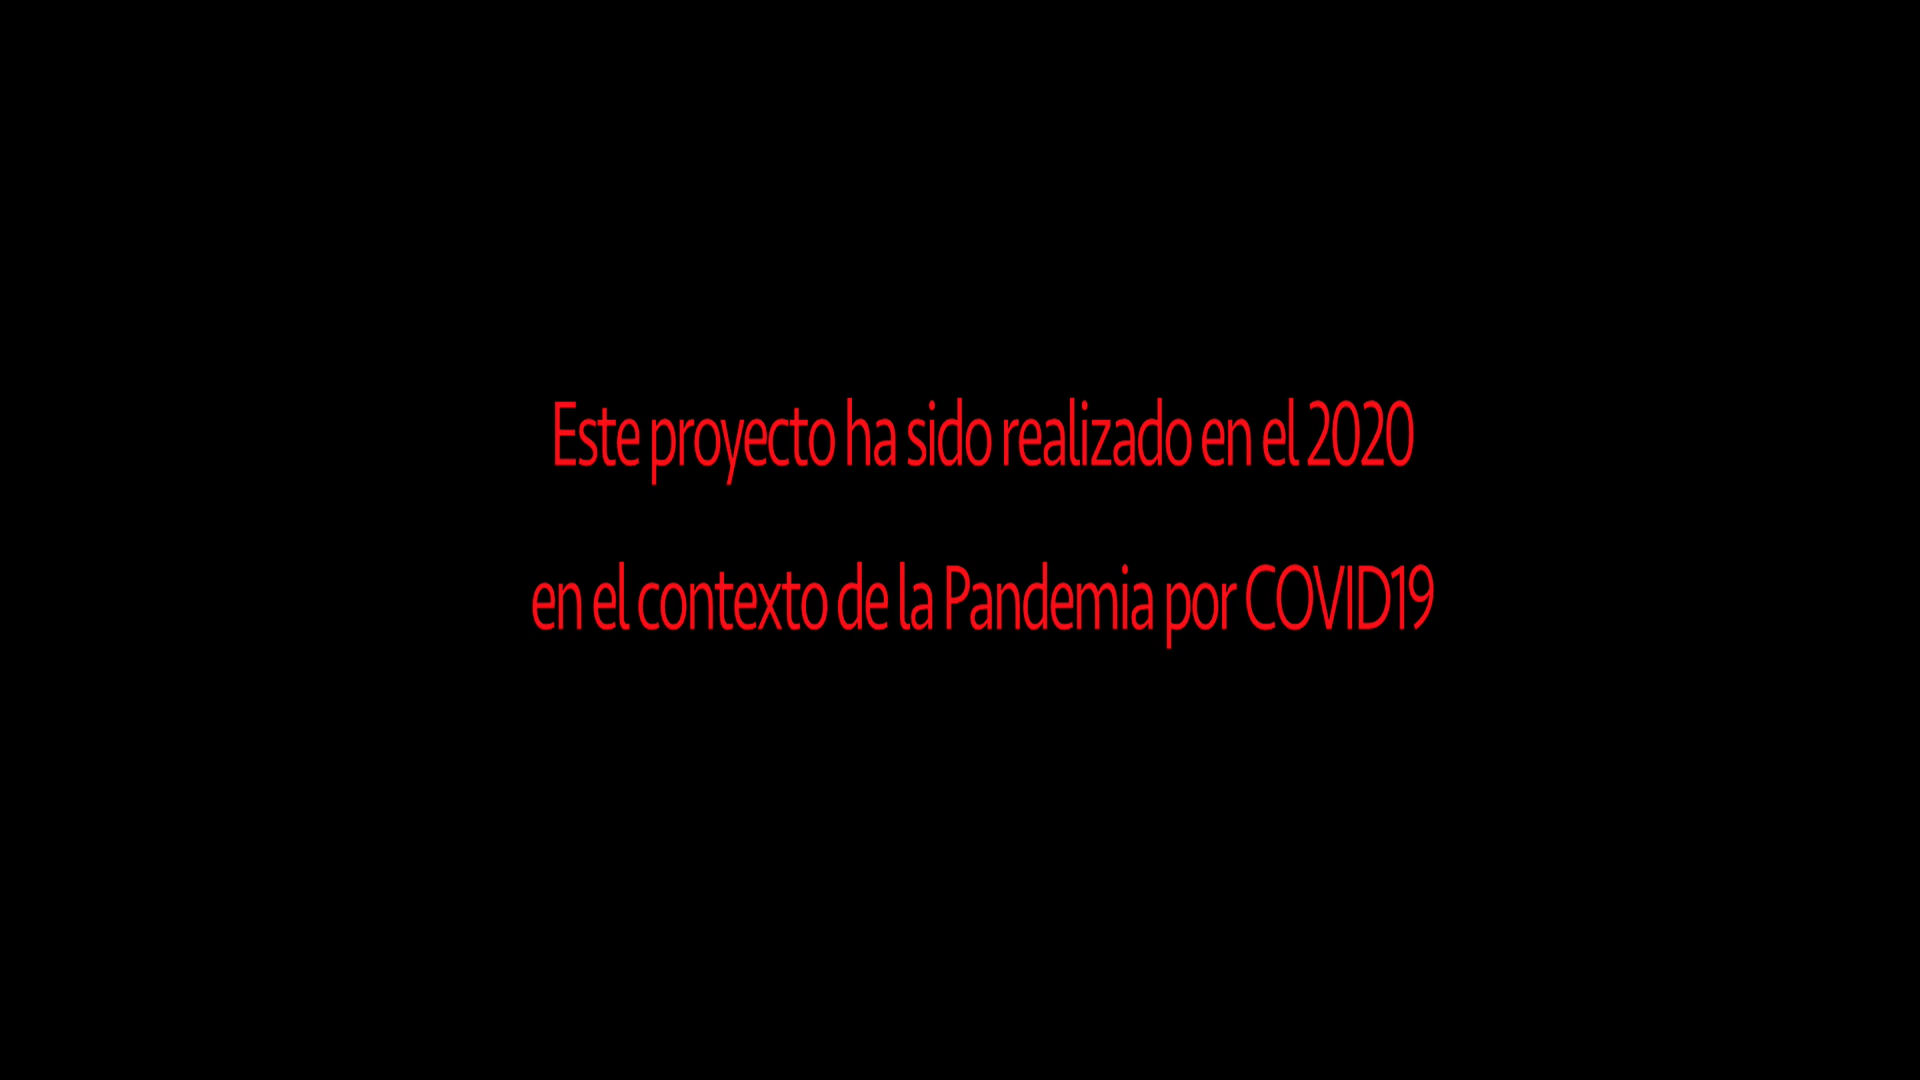 Este proyecto ha sido realizado en el 2020
en el contexto de la Pandemia por COVID19